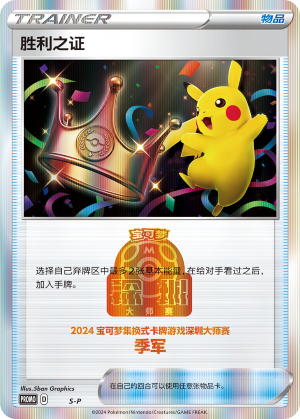 TRAINER
物品
胜利之证
宝可梦
M
深圳
大师赛
选择自己弃牌区中最多2张基本能量,在给对手看过之后,
加入手牌。
2024 宝可梦集换式卡牌游戏深圳大师赛
季军
Illus.5ban Graphics
PROMO D S-P
在自己的回合可以使用任意张物品卡。
©2024 Pokémon/Nintendo/Creatures/GAME FREAK.